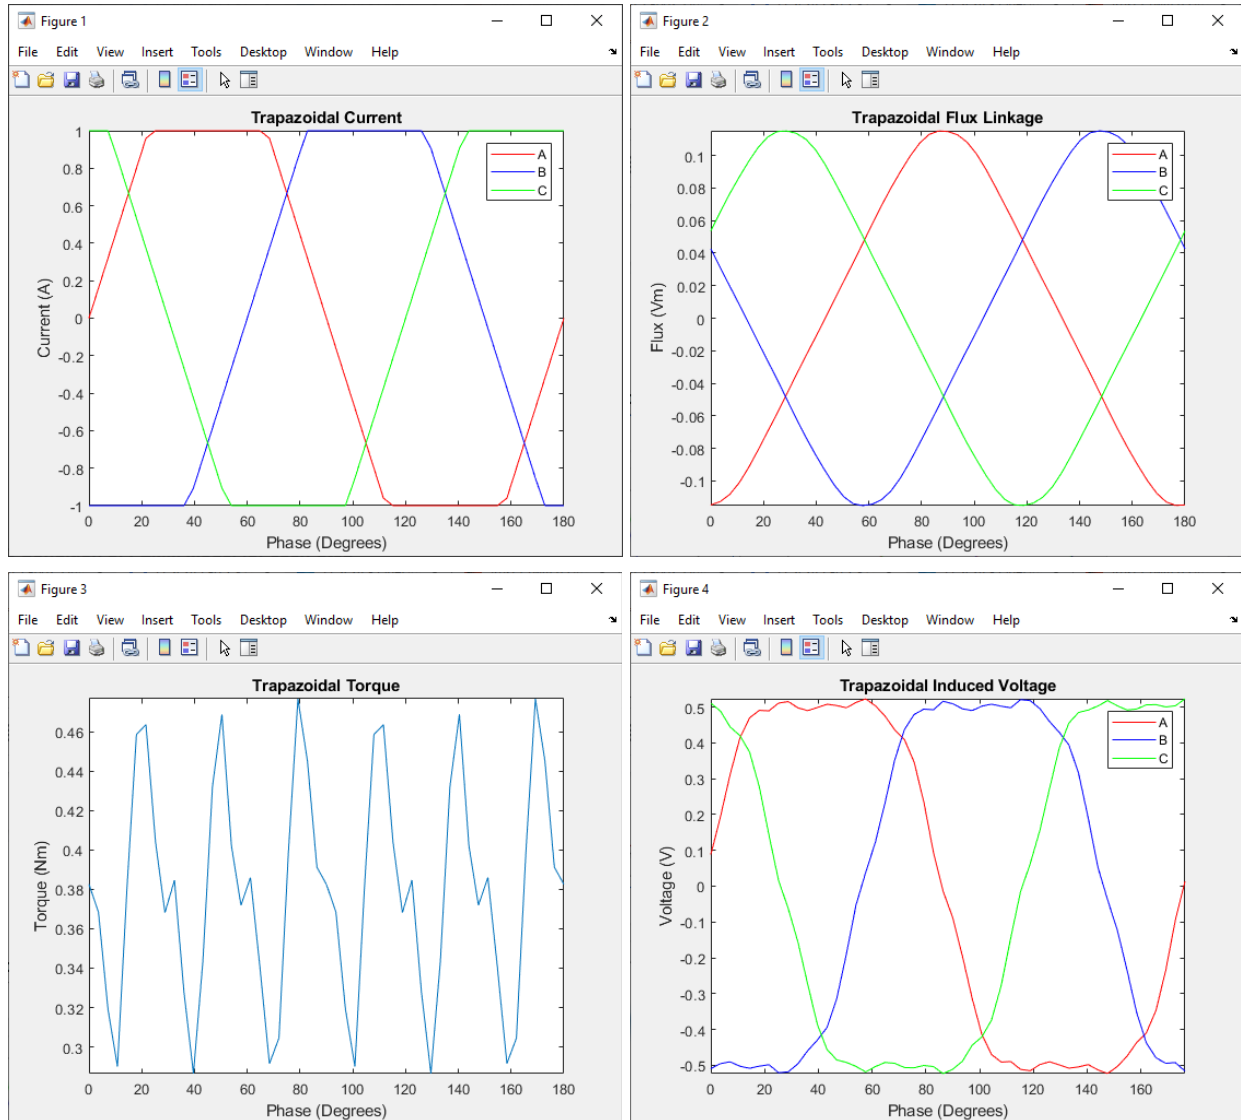 Figure 1
File Edit View Insert Tools Desktop Window Help
Trapazoidal Current
1
0.8
0.6
0.4
0.2
0
-0.2
-0.4
-0.6
-0.8
-1
Current (A)
A
B
C
0 20 40 60 80 100 120 140 160 180
Phase (Degrees)
Figure 2
File Edit View Insert Tools Desktop Window Help
Trapazoidal Flux Linkage
0.1
0.08
0.06
0.04
0.02
0
-0.02
-0.04
-0.06
-0.08
-0.1
Flux (Vm)
A
B
C
0 20 40 60 80 100 120 140 160 180
Phase (Degrees)
Figure 3
File Edit View Insert Tools Desktop Window Help
Trapazoidal Torque
0.46
0.44
0.42
0.4
0.38
0.36
0.34
0.32
0.3
Torque (Nm)
0 20 40 60 80 100 120 140 160 180
Phase (Degrees)
Figure 4
File Edit View Insert Tools Desktop Window Help
Trapazoidal Induced Voltage
0.5
0.4
0.3
0.2
0.1
0
-0.1
-0.2
-0.3
-0.4
-0.5
Voltage (V)
A
B
C
0 20 40 60 80 100 120 140 160
Phase (Degrees)